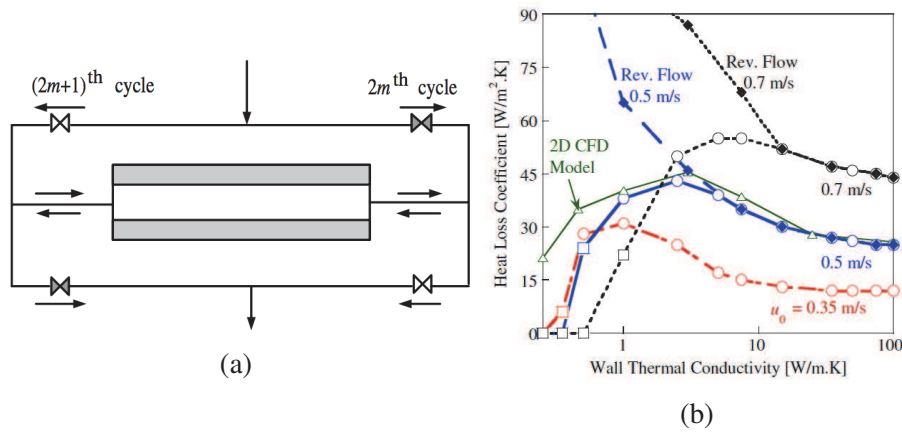 (2m+1)th cycle
2mth cycle
(a)
Heat Loss Coefficient [W/m².K]
90
75
60
45
30
15
0
Rev. Flow
0.5 m/s
Rev. Flow
0.7 m/s
2D CFD
Model
0.7 m/s
0.5 m/s
u0 = 0.35 m/s
1
10
100
Wall Thermal Conductivity [W/m.K]
(b)